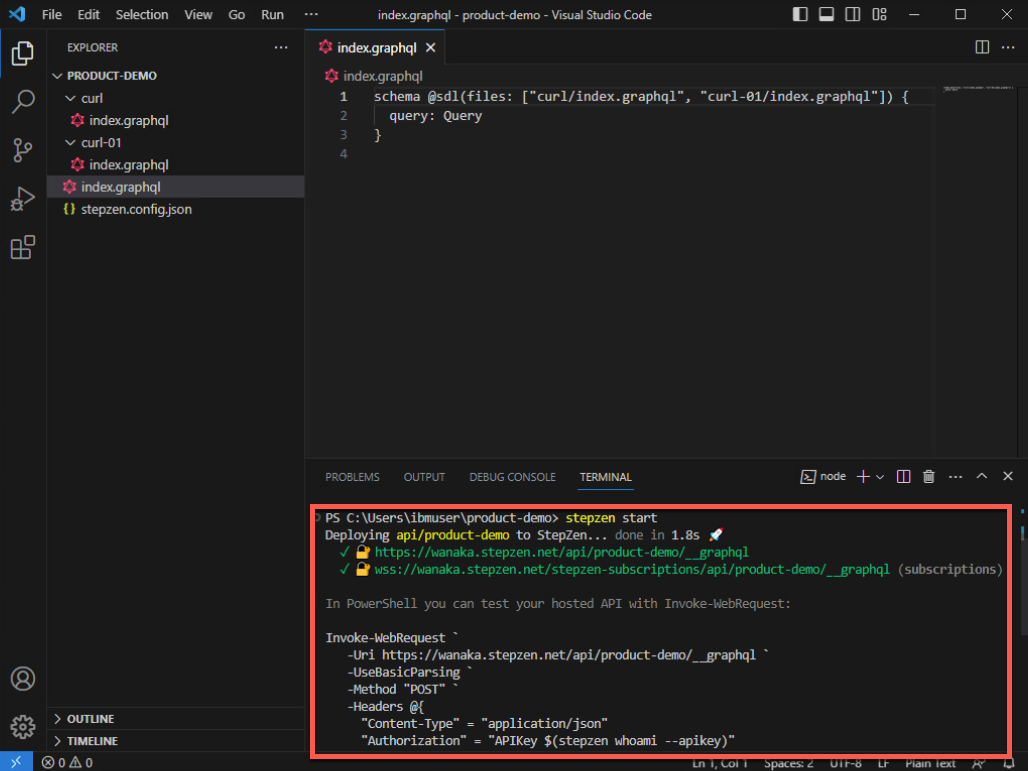 File Edit Selection View Go Run ··· index.graphql - product-demo - Visual Studio Code
EXPLORER ···
PRODUCT-DEMO
curl
index.graphql
curl-01
index.graphql
index.graphql
{} stepzen.config.json
OUTLINE
TIMELINE
index.graphql
index.graphql
1 schema @sdl(files: ["curl/index.graphql", "curl-01/index.graphql"]) {
2 query: Query
3 }
4
PROBLEMS OUTPUT DEBUG CONSOLE TERMINAL node
PS C:\Users\ibmuser\product-demo> stepzen start
Deploying api/product-demo to StepZen... done in 1.8s 🚀
✓ 🔐 https://wanaka.stepzen.net/api/product-demo/__graphql
✓ 🔐 wss://wanaka.stepzen.net/stepzen-subscriptions/api/product-demo/__graphql (subscriptions)
In PowerShell you can test your hosted API with Invoke-WebRequest:
Invoke-WebRequest `
-Uri https://wanaka.stepzen.net/api/product-demo/__graphql `
-UseBasicParsing `
-Method "POST" `
-Headers @{
"Content-Type" = "application/json"
"Authorization" = "APIKey $(stepzen whoami --apikey)"
0 0 Ln 1, Col 1 Spaces: 2 UTF-8 LF Plain Text